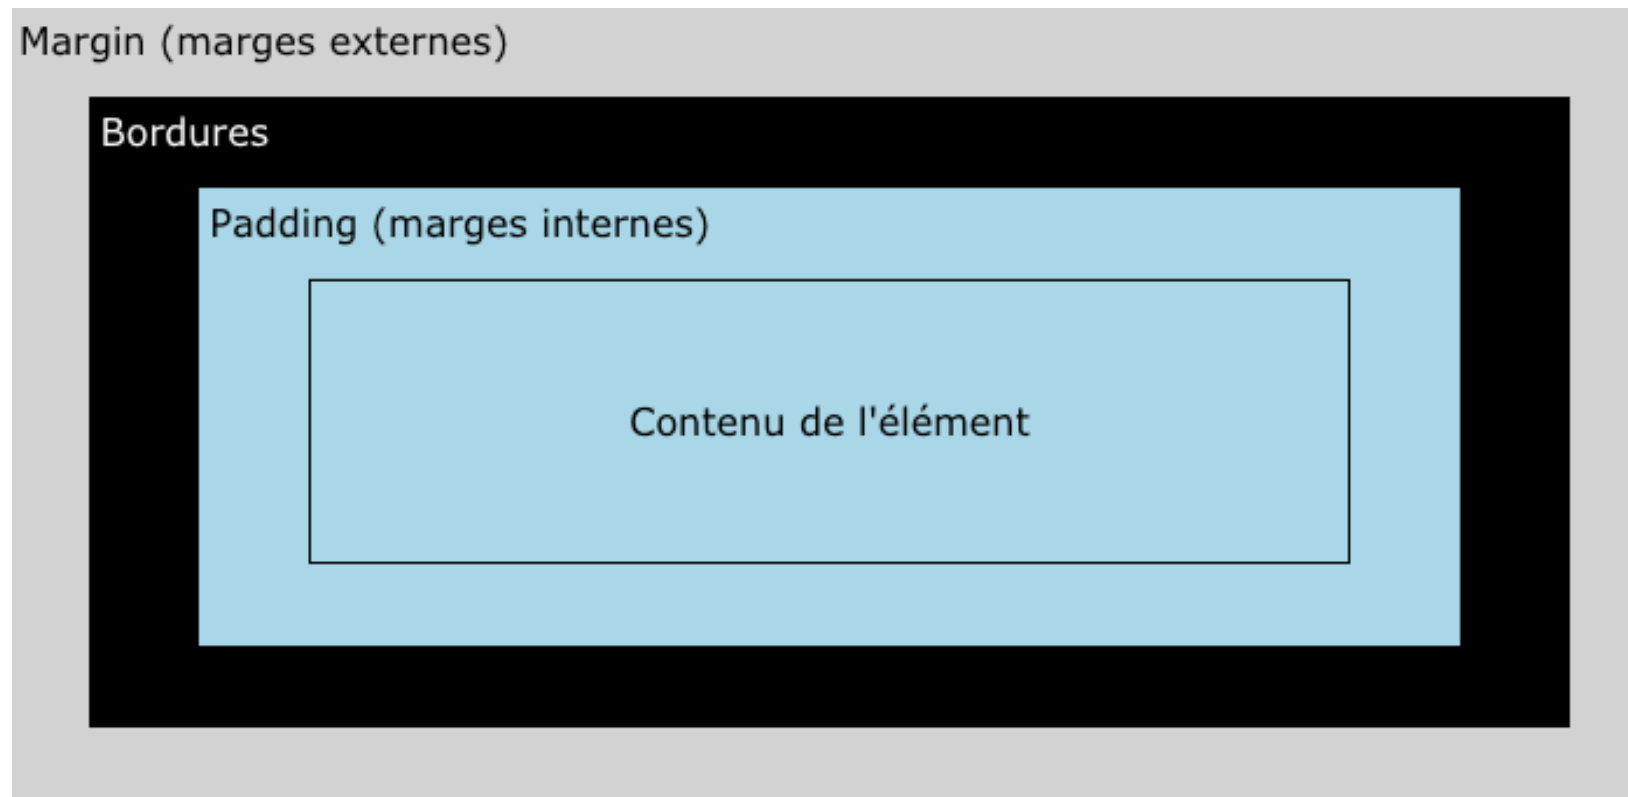 Margin (marges externes)
Bordures
Padding (marges internes)
Contenu de l'élément